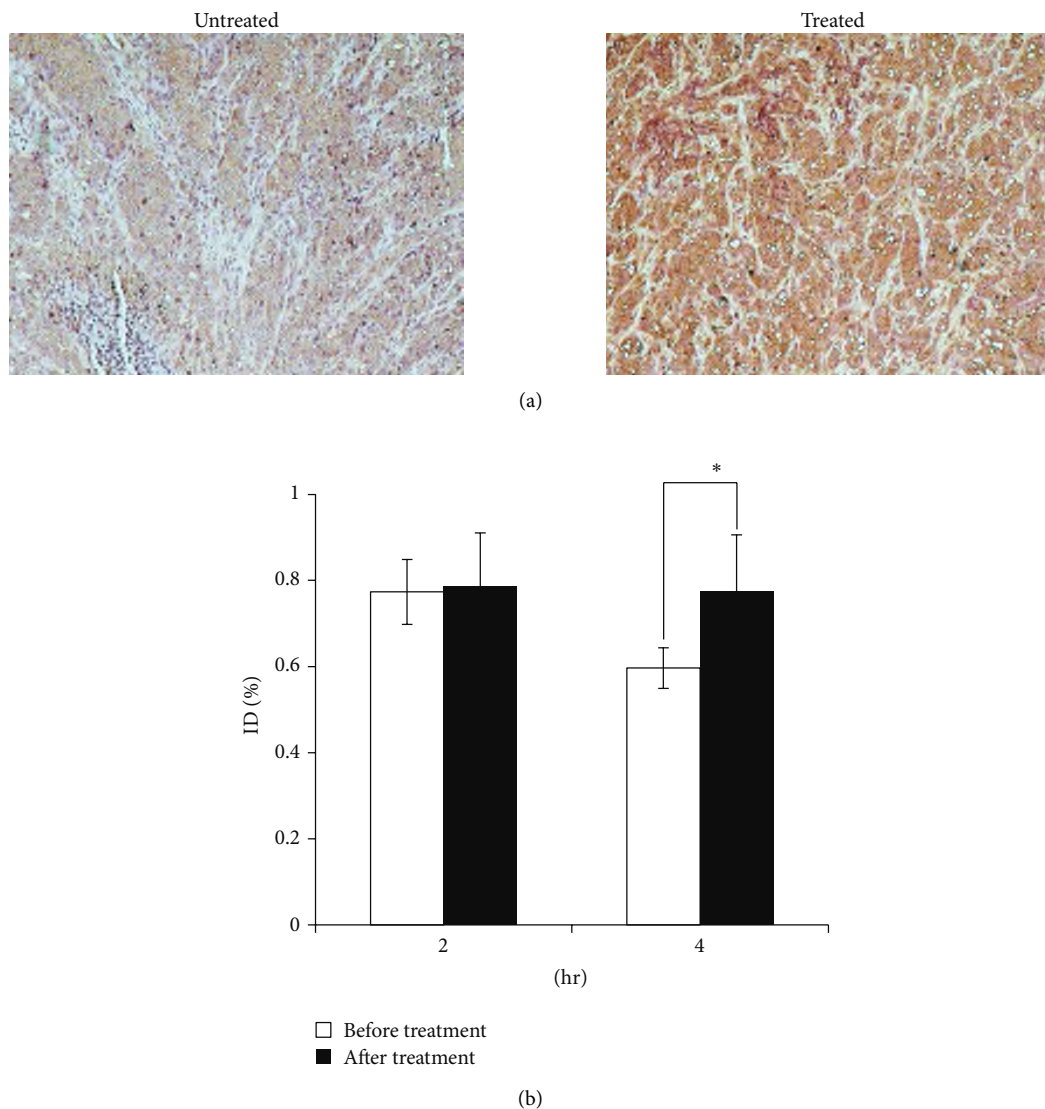 Untreated
Treated
(a)
*
1
0.8
0.6
0.4
0.2
0
ID (%)
2
4
(hr)
Before treatment
After treatment
(b)